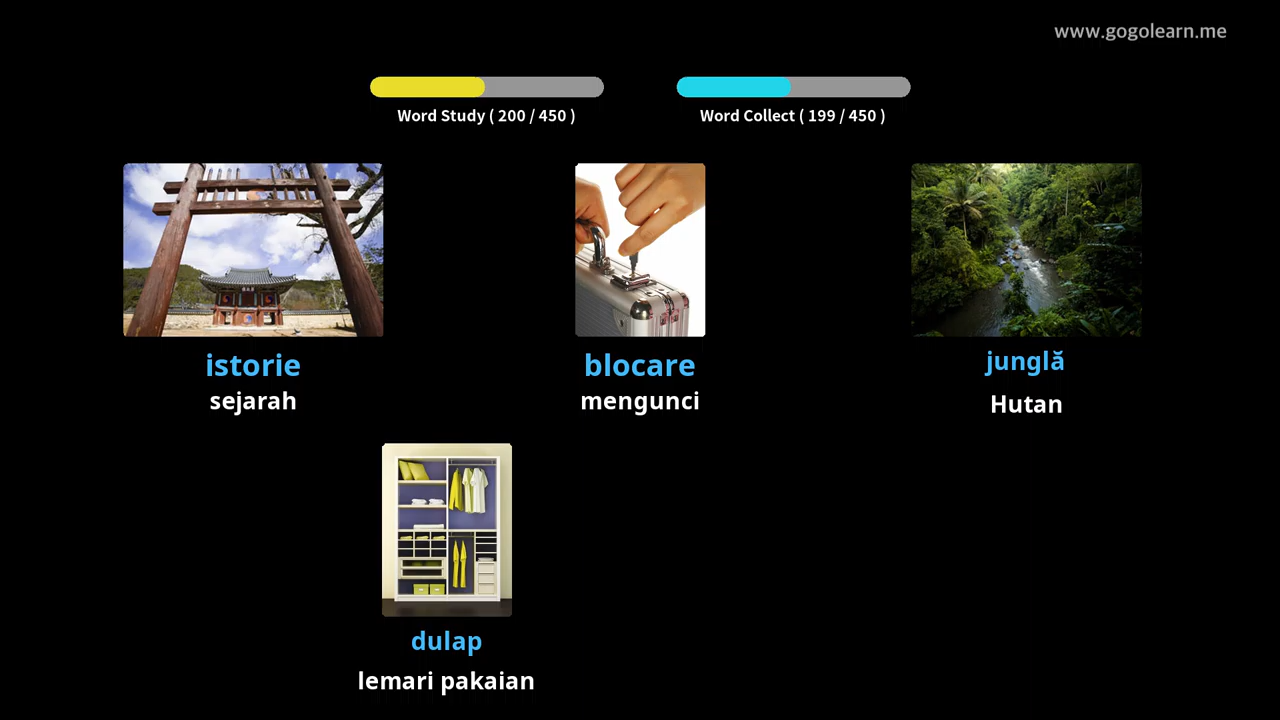 www.gogolearn.me
Word Study ( 200 / 450 )
Word Collect ( 199 / 450 )
istorie
sejarah
blocare
mengunci
junglă
Hutan
dulap
lemari pakaian